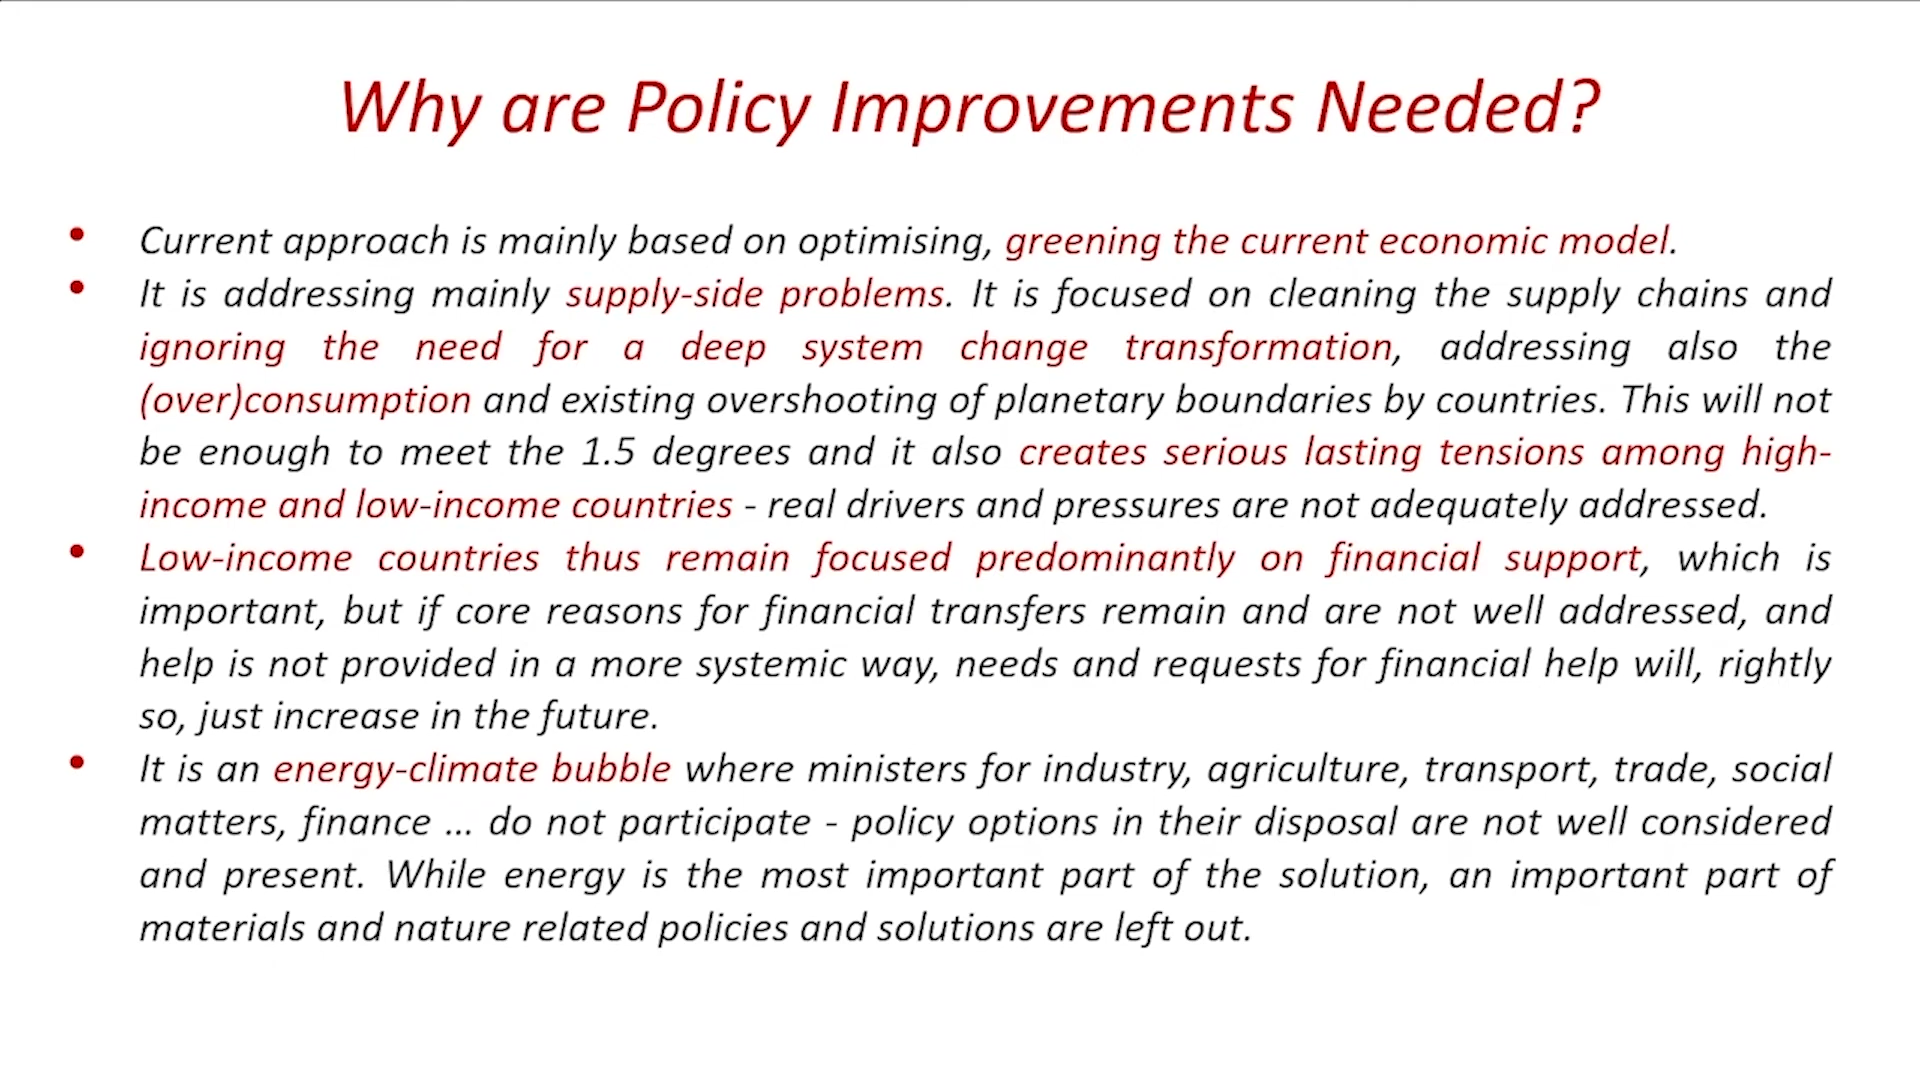 Why are Policy Improvements Needed?
• Current approach is mainly based on optimising, greening the current economic model.
• It is addressing mainly supply-side problems. It is focused on cleaning the supply chains and
ignoring the need for a deep system change transformation, addressing also the
(over)consumption and existing overshooting of planetary boundaries by countries. This will not
be enough to meet the 1.5 degrees and it also creates serious lasting tensions among high-
income and low-income countries - real drivers and pressures are not adequately addressed.
• Low-income countries thus remain focused predominantly on financial support, which is
important, but if core reasons for financial transfers remain and are not well addressed, and
help is not provided in a more systemic way, needs and requests for financial help will, rightly
so, just increase in the future.
• It is an energy-climate bubble where ministers for industry, agriculture, transport, trade, social
matters, finance … do not participate - policy options in their disposal are not well considered
and present. While energy is the most important part of the solution, an important part of
materials and nature related policies and solutions are left out.